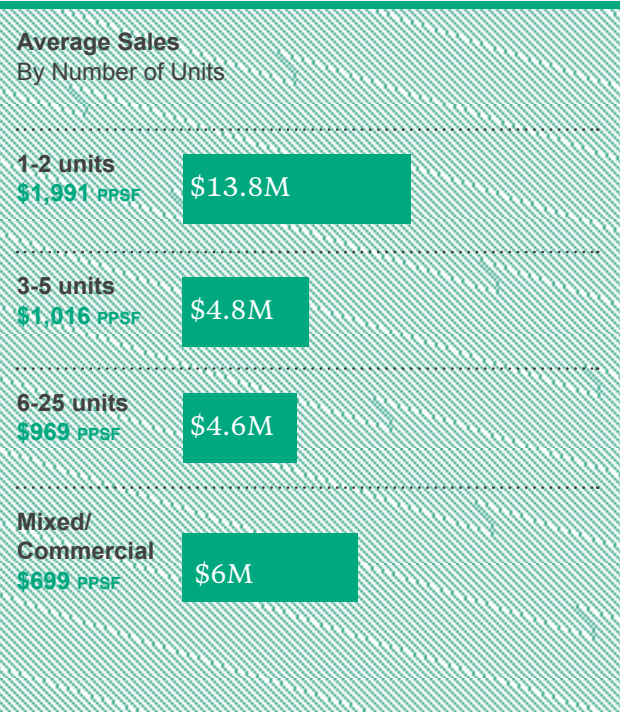 Average Sales
By Number of Units
1-2 units
$1,991 PPSF
$13.8M
3-5 units
$1,016 PPSF
$4.8M
6-25 units
$969 PPSF
$4.6M
Mixed/
Commercial
$699 PPSF
$6M